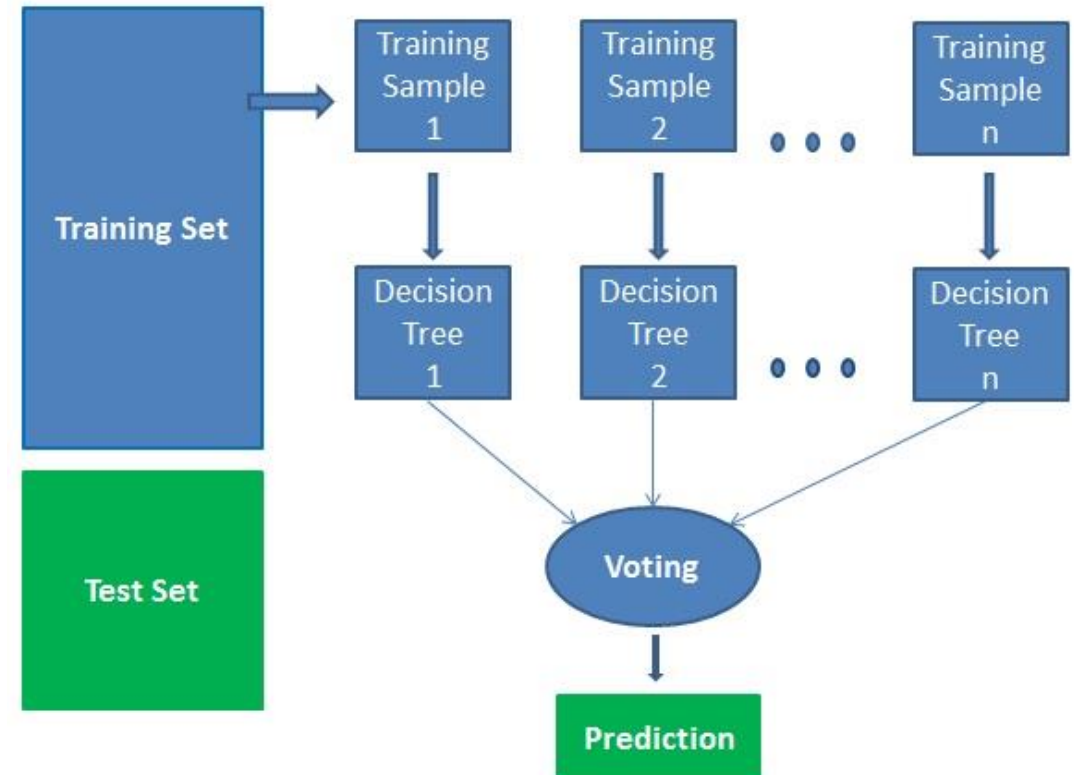 Training Set
Training
Sample
1
Training
Sample
2
Training
Sample
n
Decision
Tree
1
Decision
Tree
2
Decision
Tree
n
Voting
Test Set
Prediction